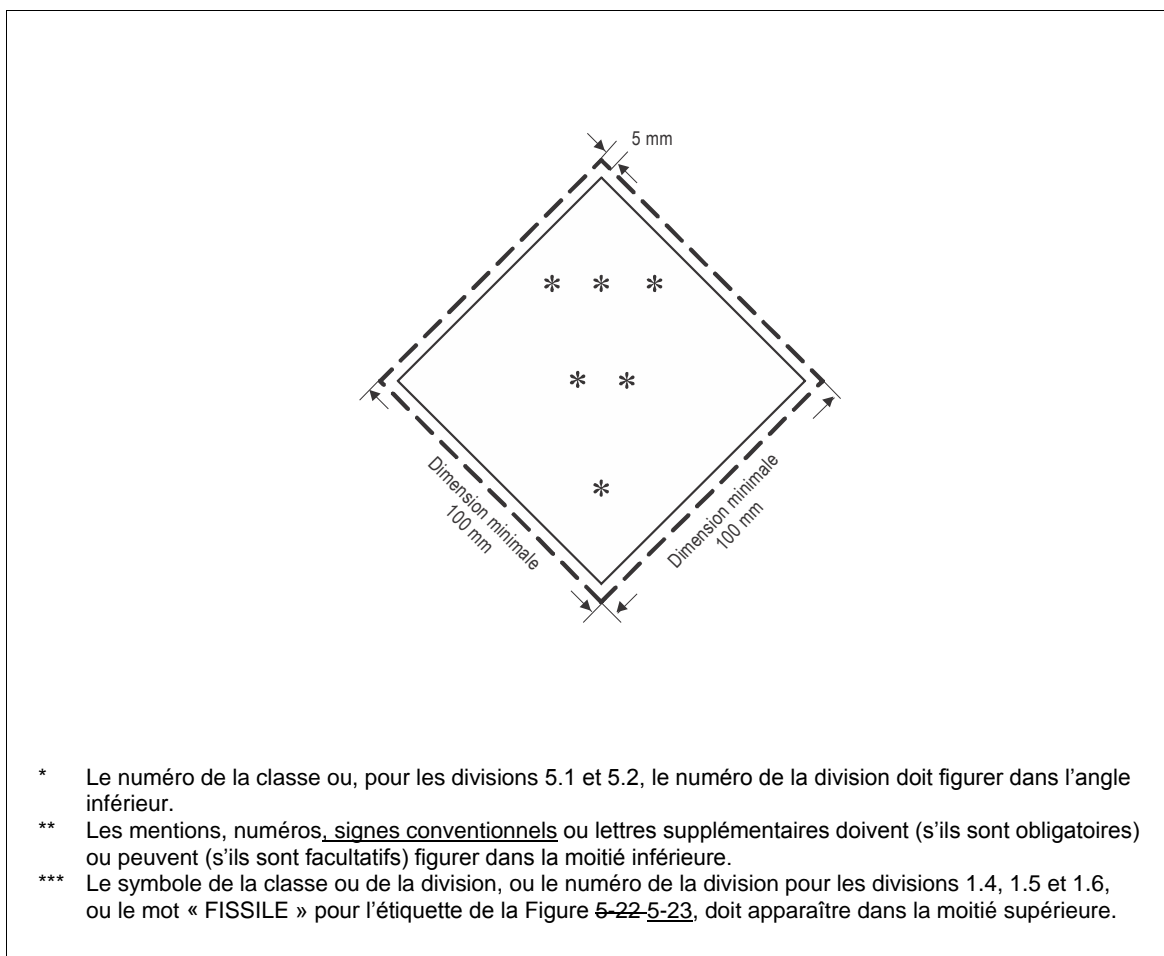 5 mm
* * *
* *
*
Dimension minimale
100 mm
Dimension minimale
100 mm
* Le numéro de la classe ou, pour les divisions 5.1 et 5.2, le numéro de la division doit figurer dans l’angle
inférieur.
** Les mentions, numéros, signes conventionnels ou lettres supplémentaires doivent (s’ils sont obligatoires)
ou peuvent (s’ils sont facultatifs) figurer dans la moitié inférieure.
*** Le symbole de la classe ou de la division, ou le numéro de la division pour les divisions 1.4, 1.5 et 1.6,
ou le mot « FISSILE » pour l’étiquette de la Figure 5-22 5-23, doit apparaître dans la moitié supérieure.